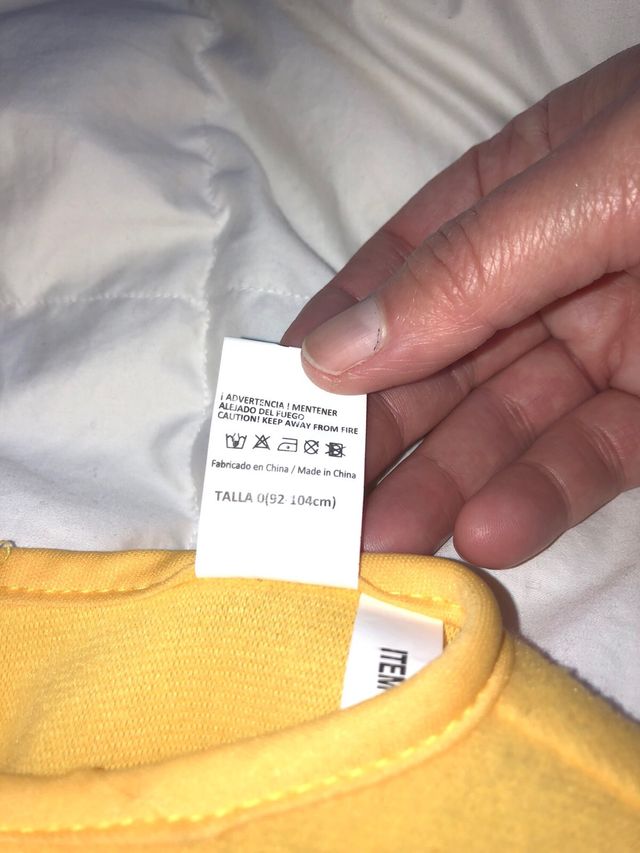 ¡ ADVERTENCIA ! MENTENER
ALEJADO DEL FUEGO
CAUTION! KEEP AWAY FROM FIRE
Fabricado en China / Made in China
TALLA 0(92-104cm)
ITEM